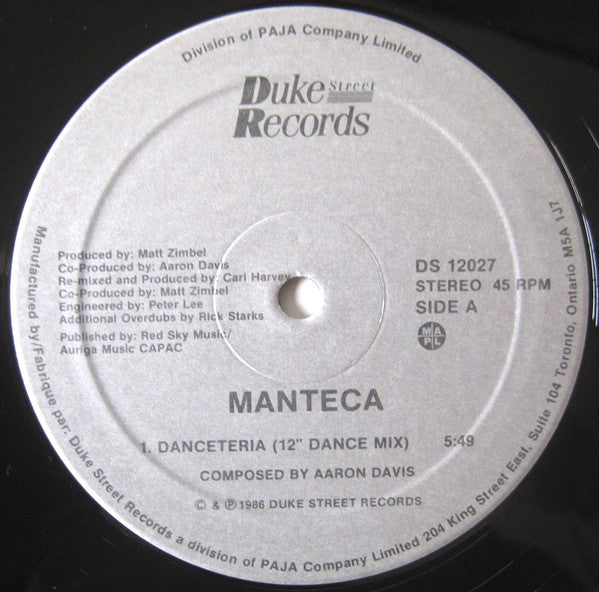 Division of PAJA Company Limited
Duke Street
Records
Produced by: Matt Zimbel
Co-Produced by: Aaron Davis
Re-mixed and Produced by: Carl Harvey
Co-Produced by: Matt Zimbel
Engineered by: Peter Lee
Additional Overdubs by Rick Starks
Published by: Red Sky Music/
Auriga Music CAPAC
DS 12027
STEREO 45 RPM
SIDE A
MAPL
MANTECA
1. DANCETERIA (12" DANCE MIX) 5:49
COMPOSED BY AARON DAVIS
© & ℗ 1986 DUKE STREET RECORDS
Manufactured by/Fabrique par: Duke Street Records a division of PAJA Company Limited 204 King Street East, Suite 104 Toronto, Ontario M5A 1J7